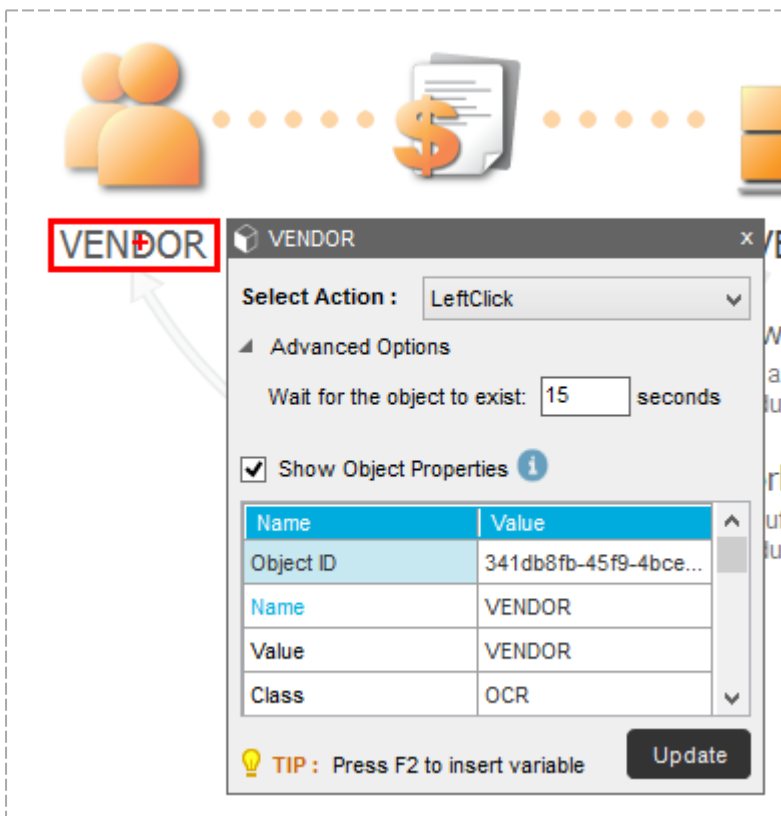 $
VENDOR
VENDOR x
Select Action : LeftClick
Advanced Options
Wait for the object to exist: 15 seconds
Show Object Properties i
Name Value
Object ID 341db8fb-45f9-4bce...
Name VENDOR
Value VENDOR
Class OCR
TIP : Press F2 to insert variable Update